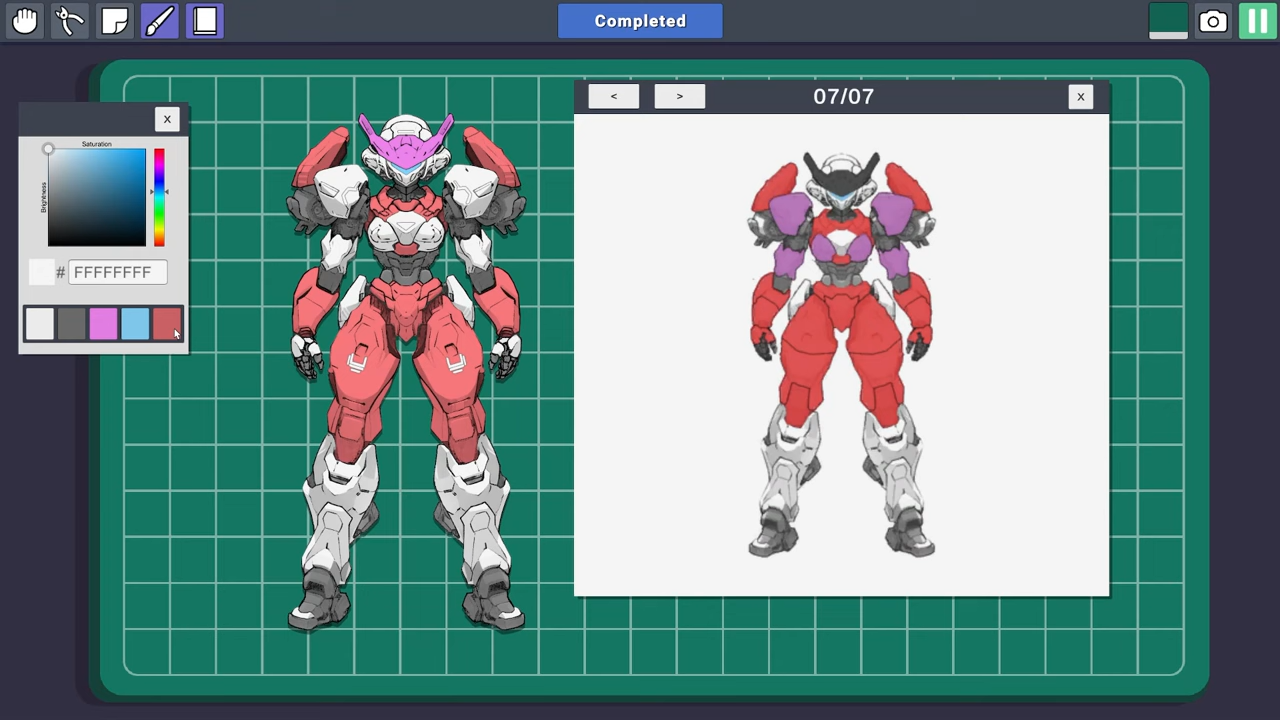 Completed
< > 07/07 x
x
Saturation
Brightness
# FFFFFFFF